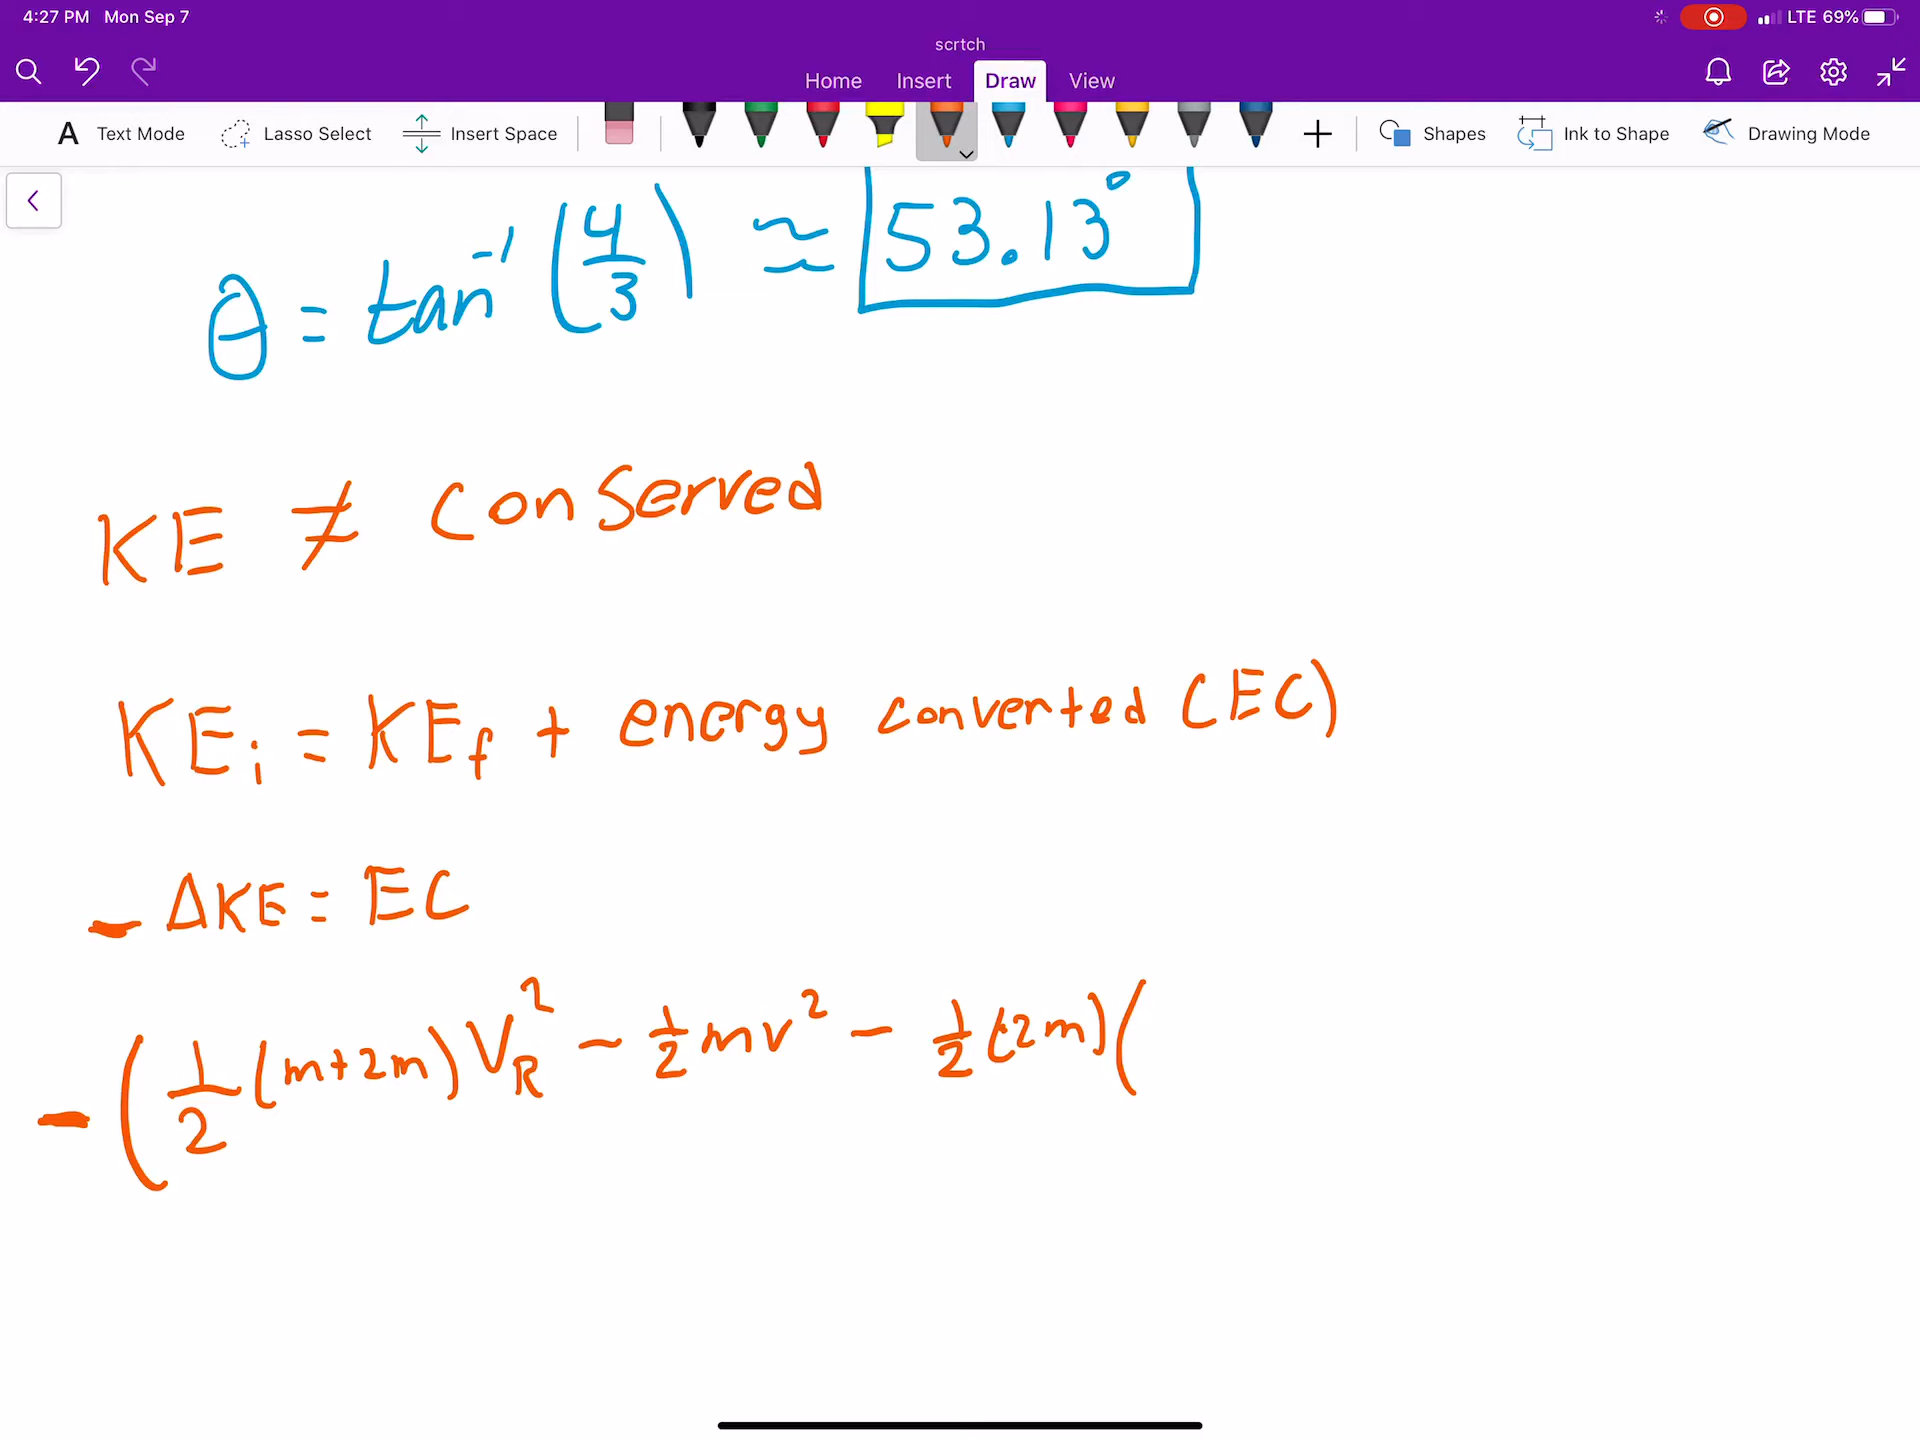 4:27 PM Mon Sep 7 LTE 69%
scrtch
Home Insert Draw View
A Text Mode Lasso Select Insert Space Shapes Ink to Shape Drawing Mode
θ = tan⁻¹ (4/3) ≈ 53.13°
KE ≠ conserved
KEᵢ = KE_f + energy converted (EC)
- ΔKE = EC
- (1/2 (m+2m) V_R² - 1/2 mv² - 1/2 (2m) (